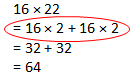 16 × 22
= 16 × 2 + 16 × 2
= 32 + 32
= 64